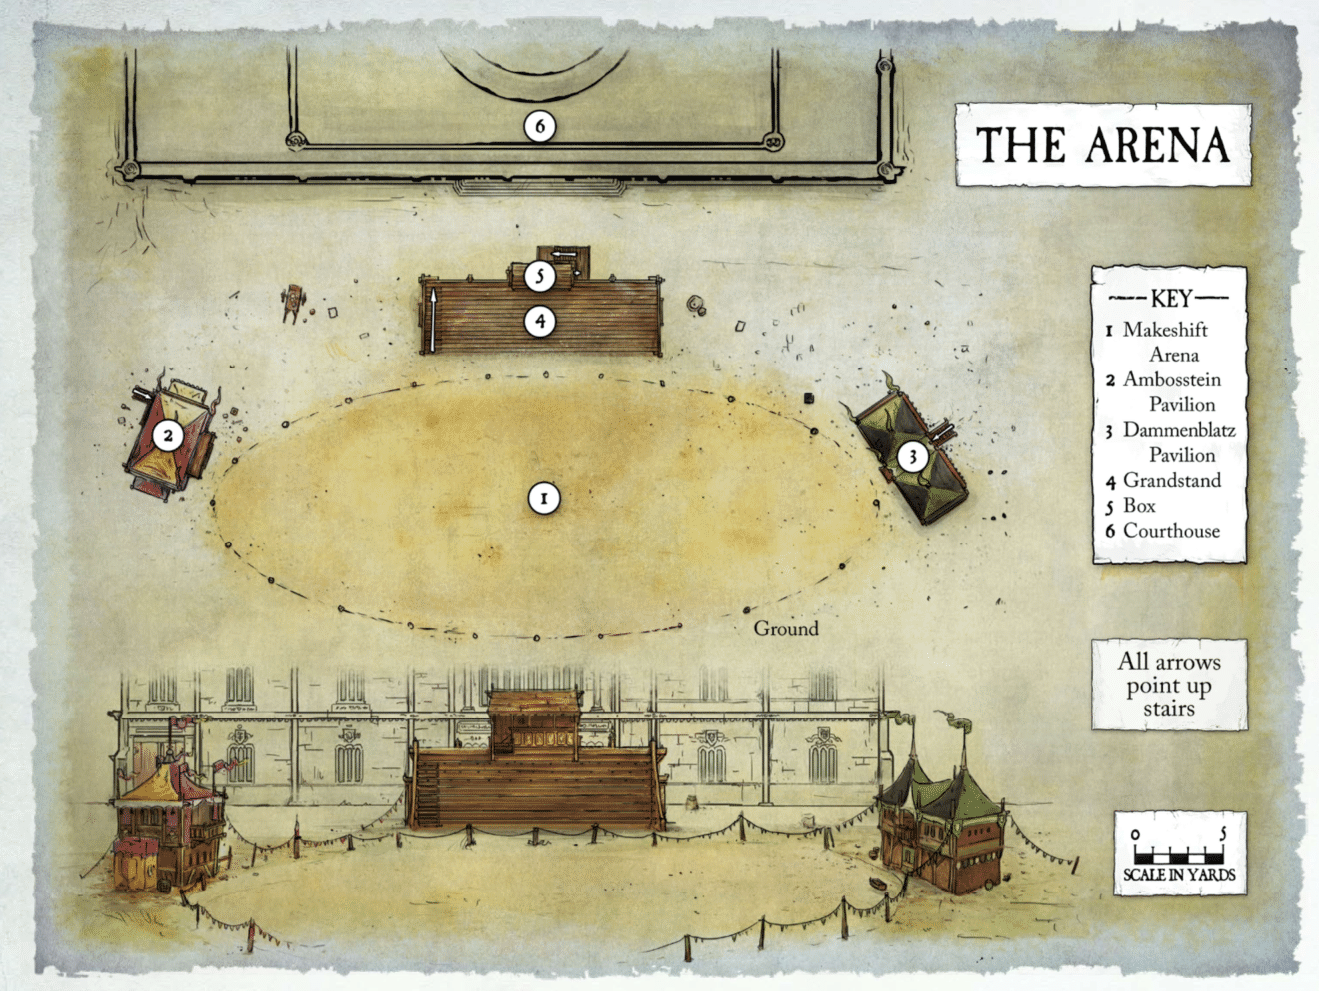 6
THE ARENA
5
4
2
3
1
KEY
1 Makeshift
Arena
2 Ambosstein
Pavilion
3 Dammenblatz
Pavilion
4 Grandstand
5 Box
6 Courthouse
Ground
All arrows
point up
stairs
0 5
SCALE IN YARDS